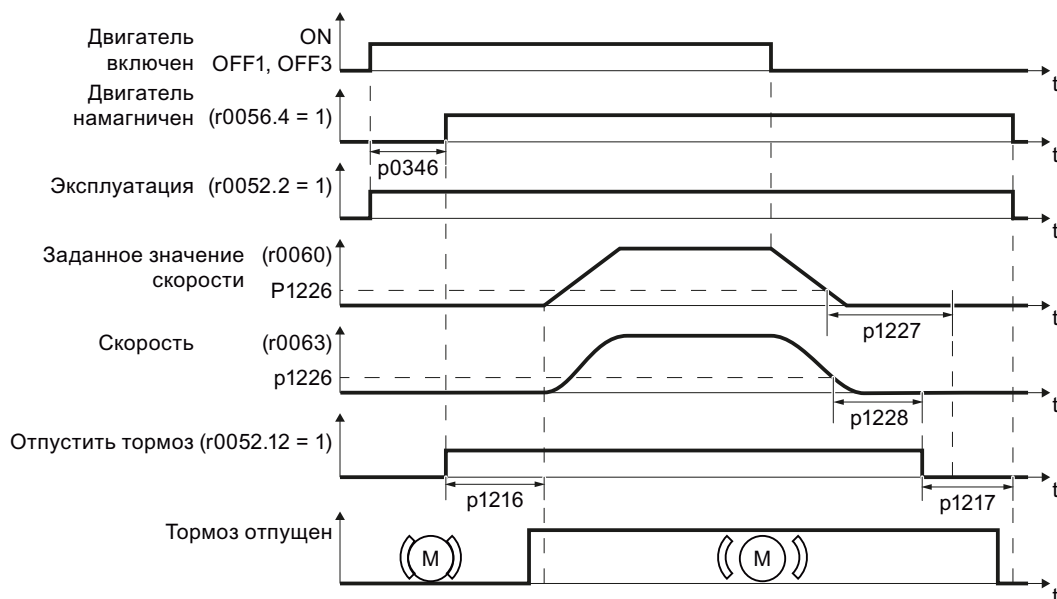 Двигатель включен ON OFF1, OFF3
t
Двигатель намагничен (r0056.4 = 1)
t
p0346
Эксплуатация (r0052.2 = 1)
t
Заданное значение скорости (r0060)
P1226
t
p1227
Скорость (r0063)
p1226
t
p1228
Отпустить тормоз (r0052.12 = 1)
t
p1216
p1217
Тормоз отпущен
M
M
t